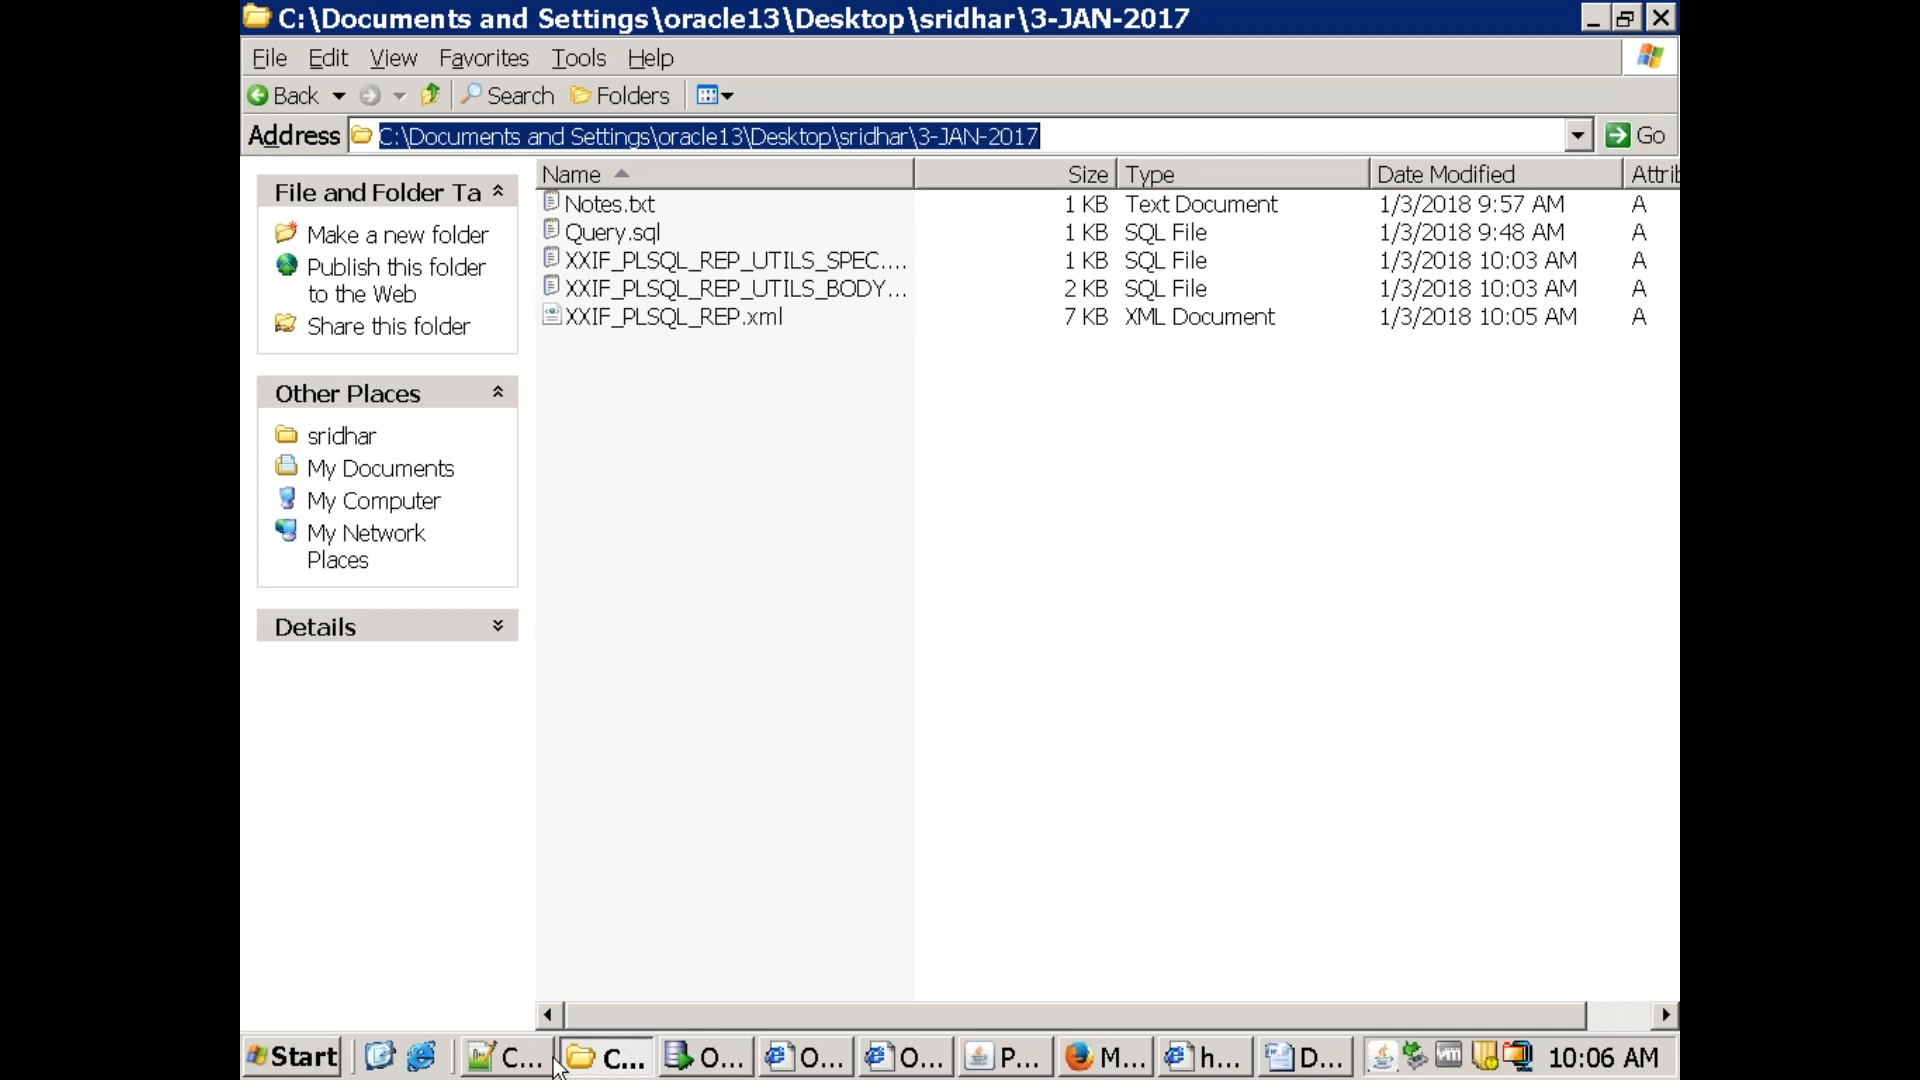 C:\Documents and Settings\oracle13\Desktop\sridhar\3-JAN-2017
File Edit View Favorites Tools Help
Back Search Folders
Address C:\Documents and Settings\oracle13\Desktop\sridhar\3-JAN-2017 Go
File and Folder Ta
Make a new folder
Publish this folder
to the Web
Share this folder
Other Places
sridhar
My Documents
My Computer
My Network
Places
Details
Name Size Type Date Modified Attrib
Notes.txt 1 KB Text Document 1/3/2018 9:57 AM A
Query.sql 1 KB SQL File 1/3/2018 9:48 AM A
XXIF_PLSQL_REP_UTILS_SPEC.... 1 KB SQL File 1/3/2018 10:03 AM A
XXIF_PLSQL_REP_UTILS_BODY... 2 KB SQL File 1/3/2018 10:03 AM A
XXIF_PLSQL_REP.xml 7 KB XML Document 1/3/2018 10:05 AM A
Start C... C... O... O... O... P... M... h... D... 10:06 AM